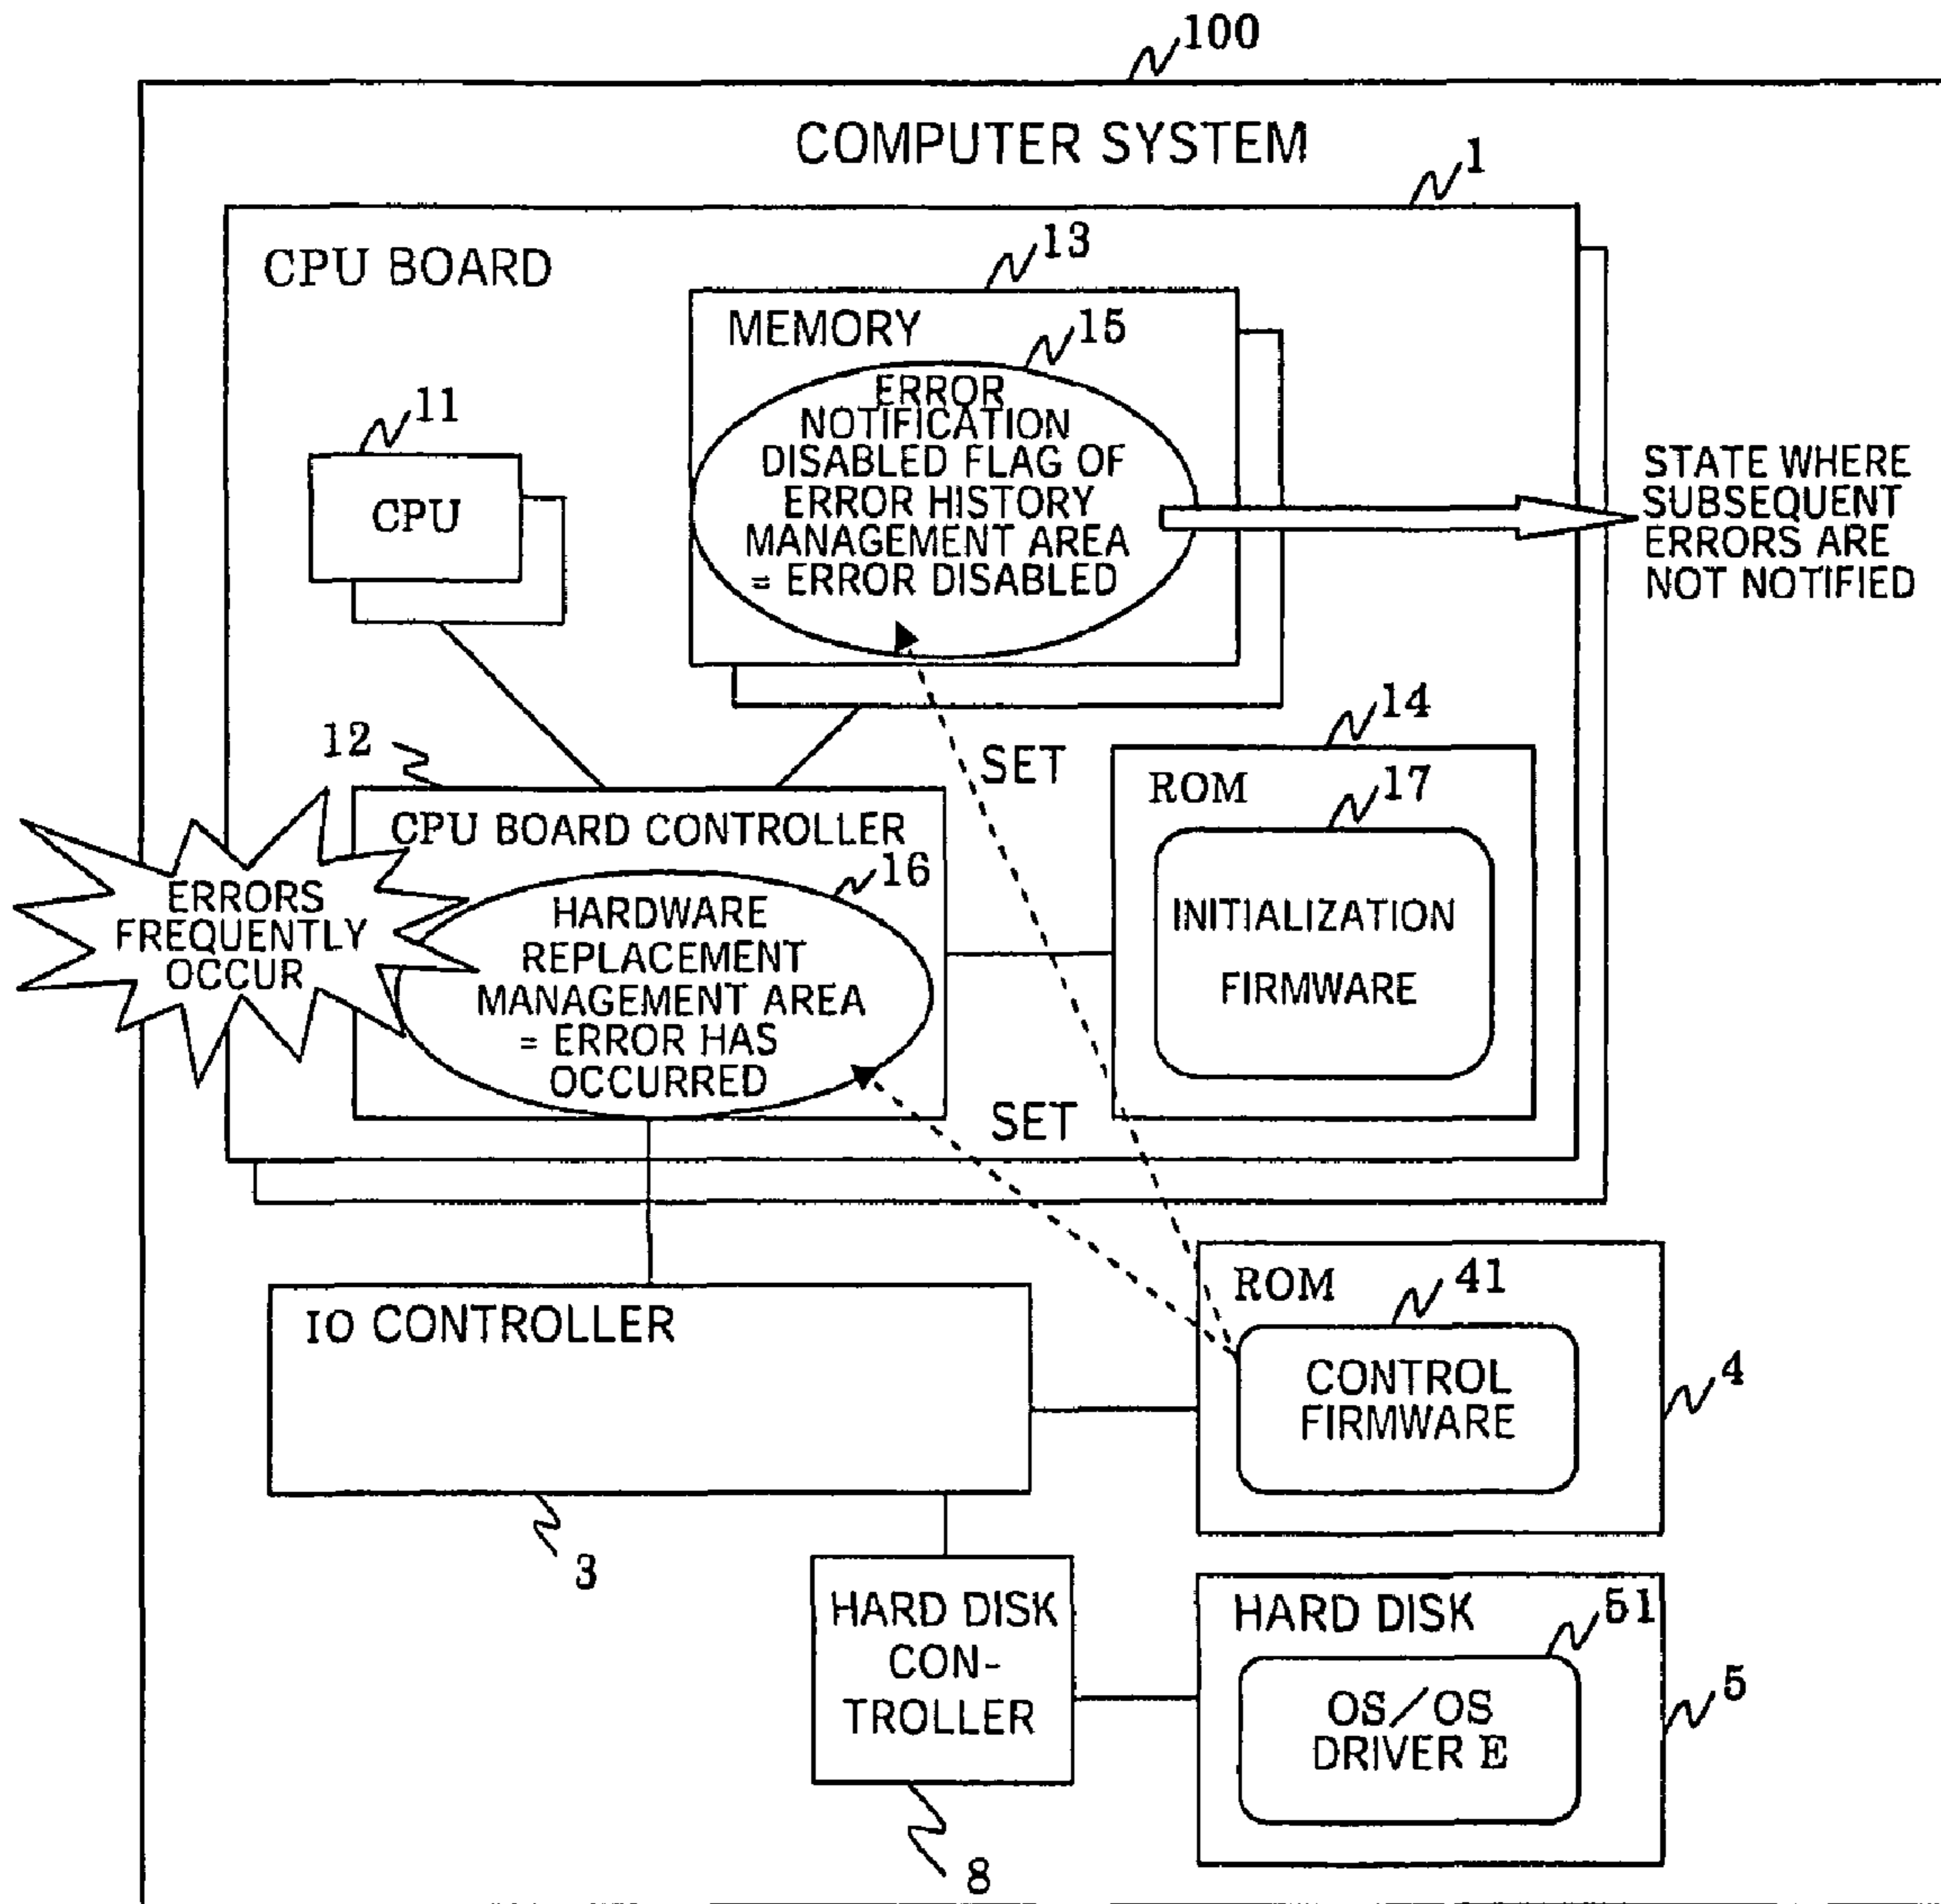 100
COMPUTER SYSTEM
1
CPU BOARD
13
MEMORY
15
ERROR
NOTIFICATION
DISABLED FLAG OF
ERROR HISTORY
MANAGEMENT AREA
= ERROR DISABLED
STATE WHERE
SUBSEQUENT
ERRORS ARE
NOT NOTIFIED
11
CPU
12
SET
14
ROM
17
INITIALIZATION
FIRMWARE
CPU BOARD CONTROLLER
16
HARDWARE
REPLACEMENT
MANAGEMENT AREA
= ERROR HAS
OCCURRED
ERRORS
FREQUENTLY
OCCUR
SET
IO CONTROLLER
3
ROM
41
CONTROL
FIRMWARE
4
HARD DISK
CON-
TROLLER
8
HARD DISK
51
OS/OS
DRIVER E
5